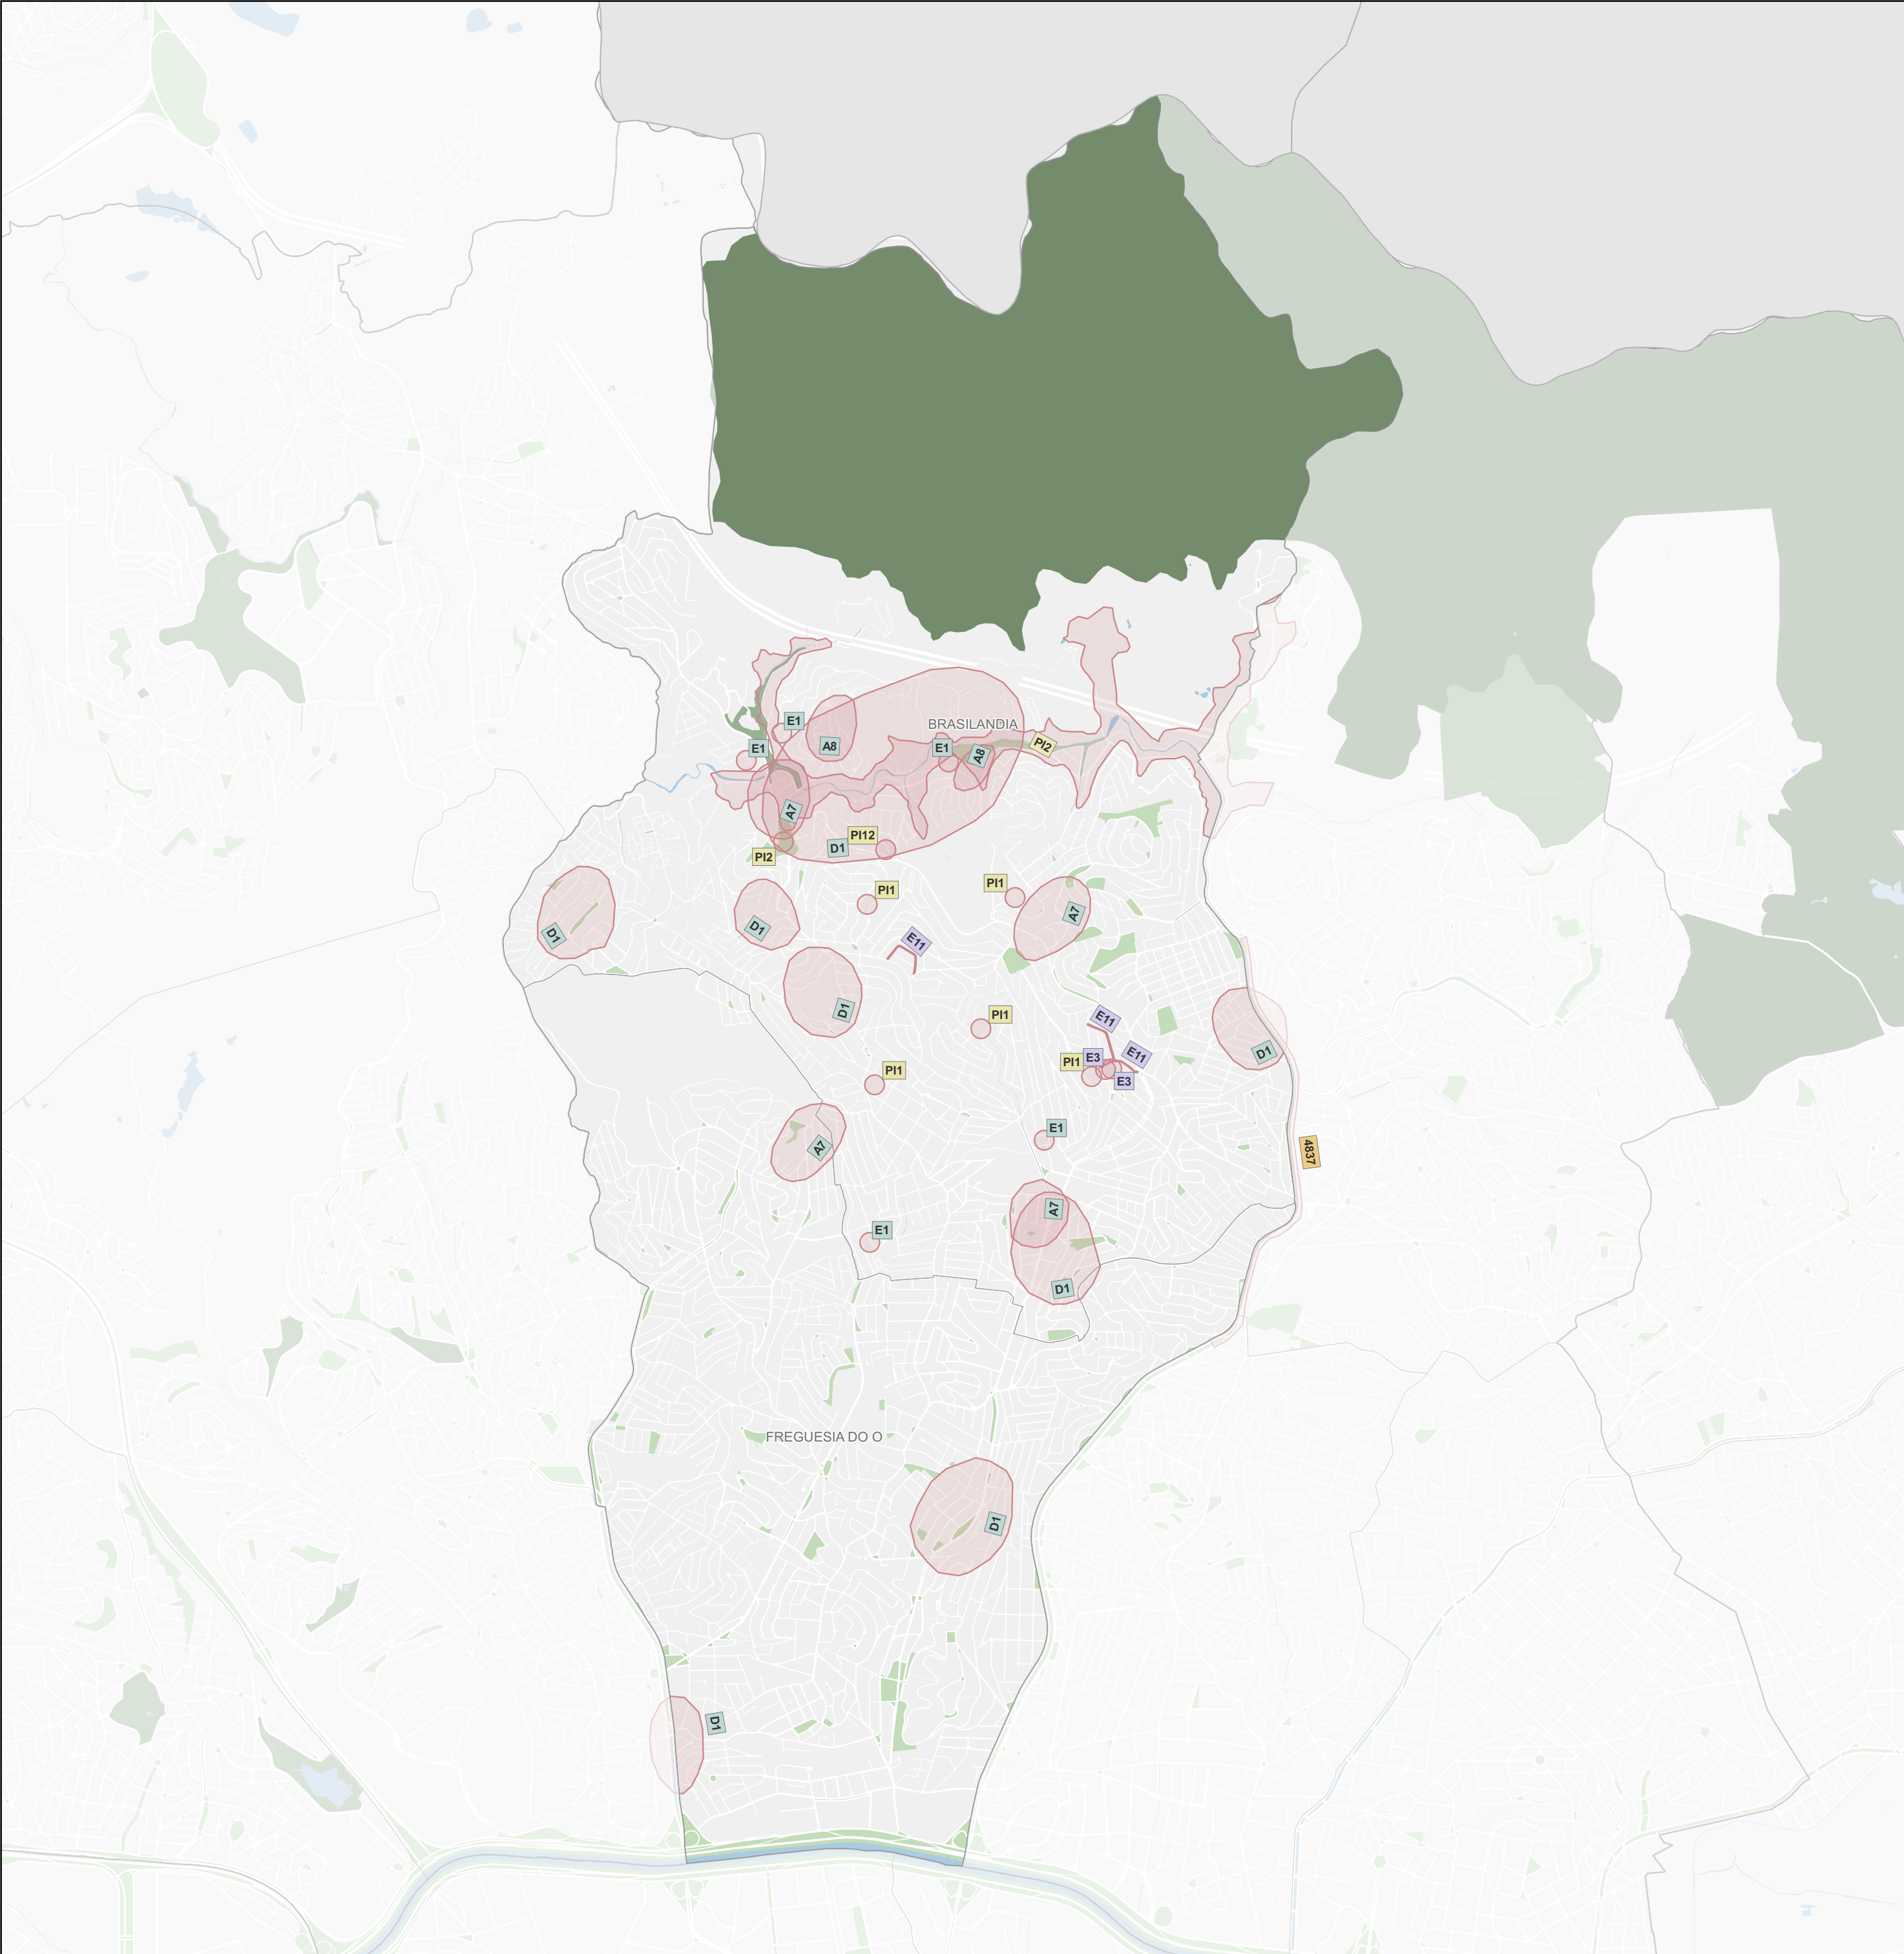 E1
BRASILANDIA
E1
A8
E1
A8
PI2
A7
PI12
D1
PI2
PI1
PI1
A7
D1
D1
E11
D1
PI1
E11
D1
E11
E3
PI1
PI1
E3
E1
A7
4837
A7
E1
D1
FREGUESIA DO O
D1
D1